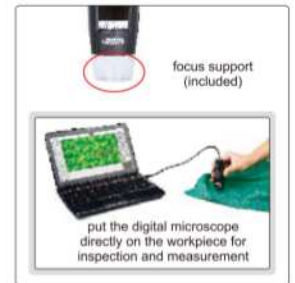 focus support
(included)
put the digital microscope
directly on the workpiece for
inspection and measurement